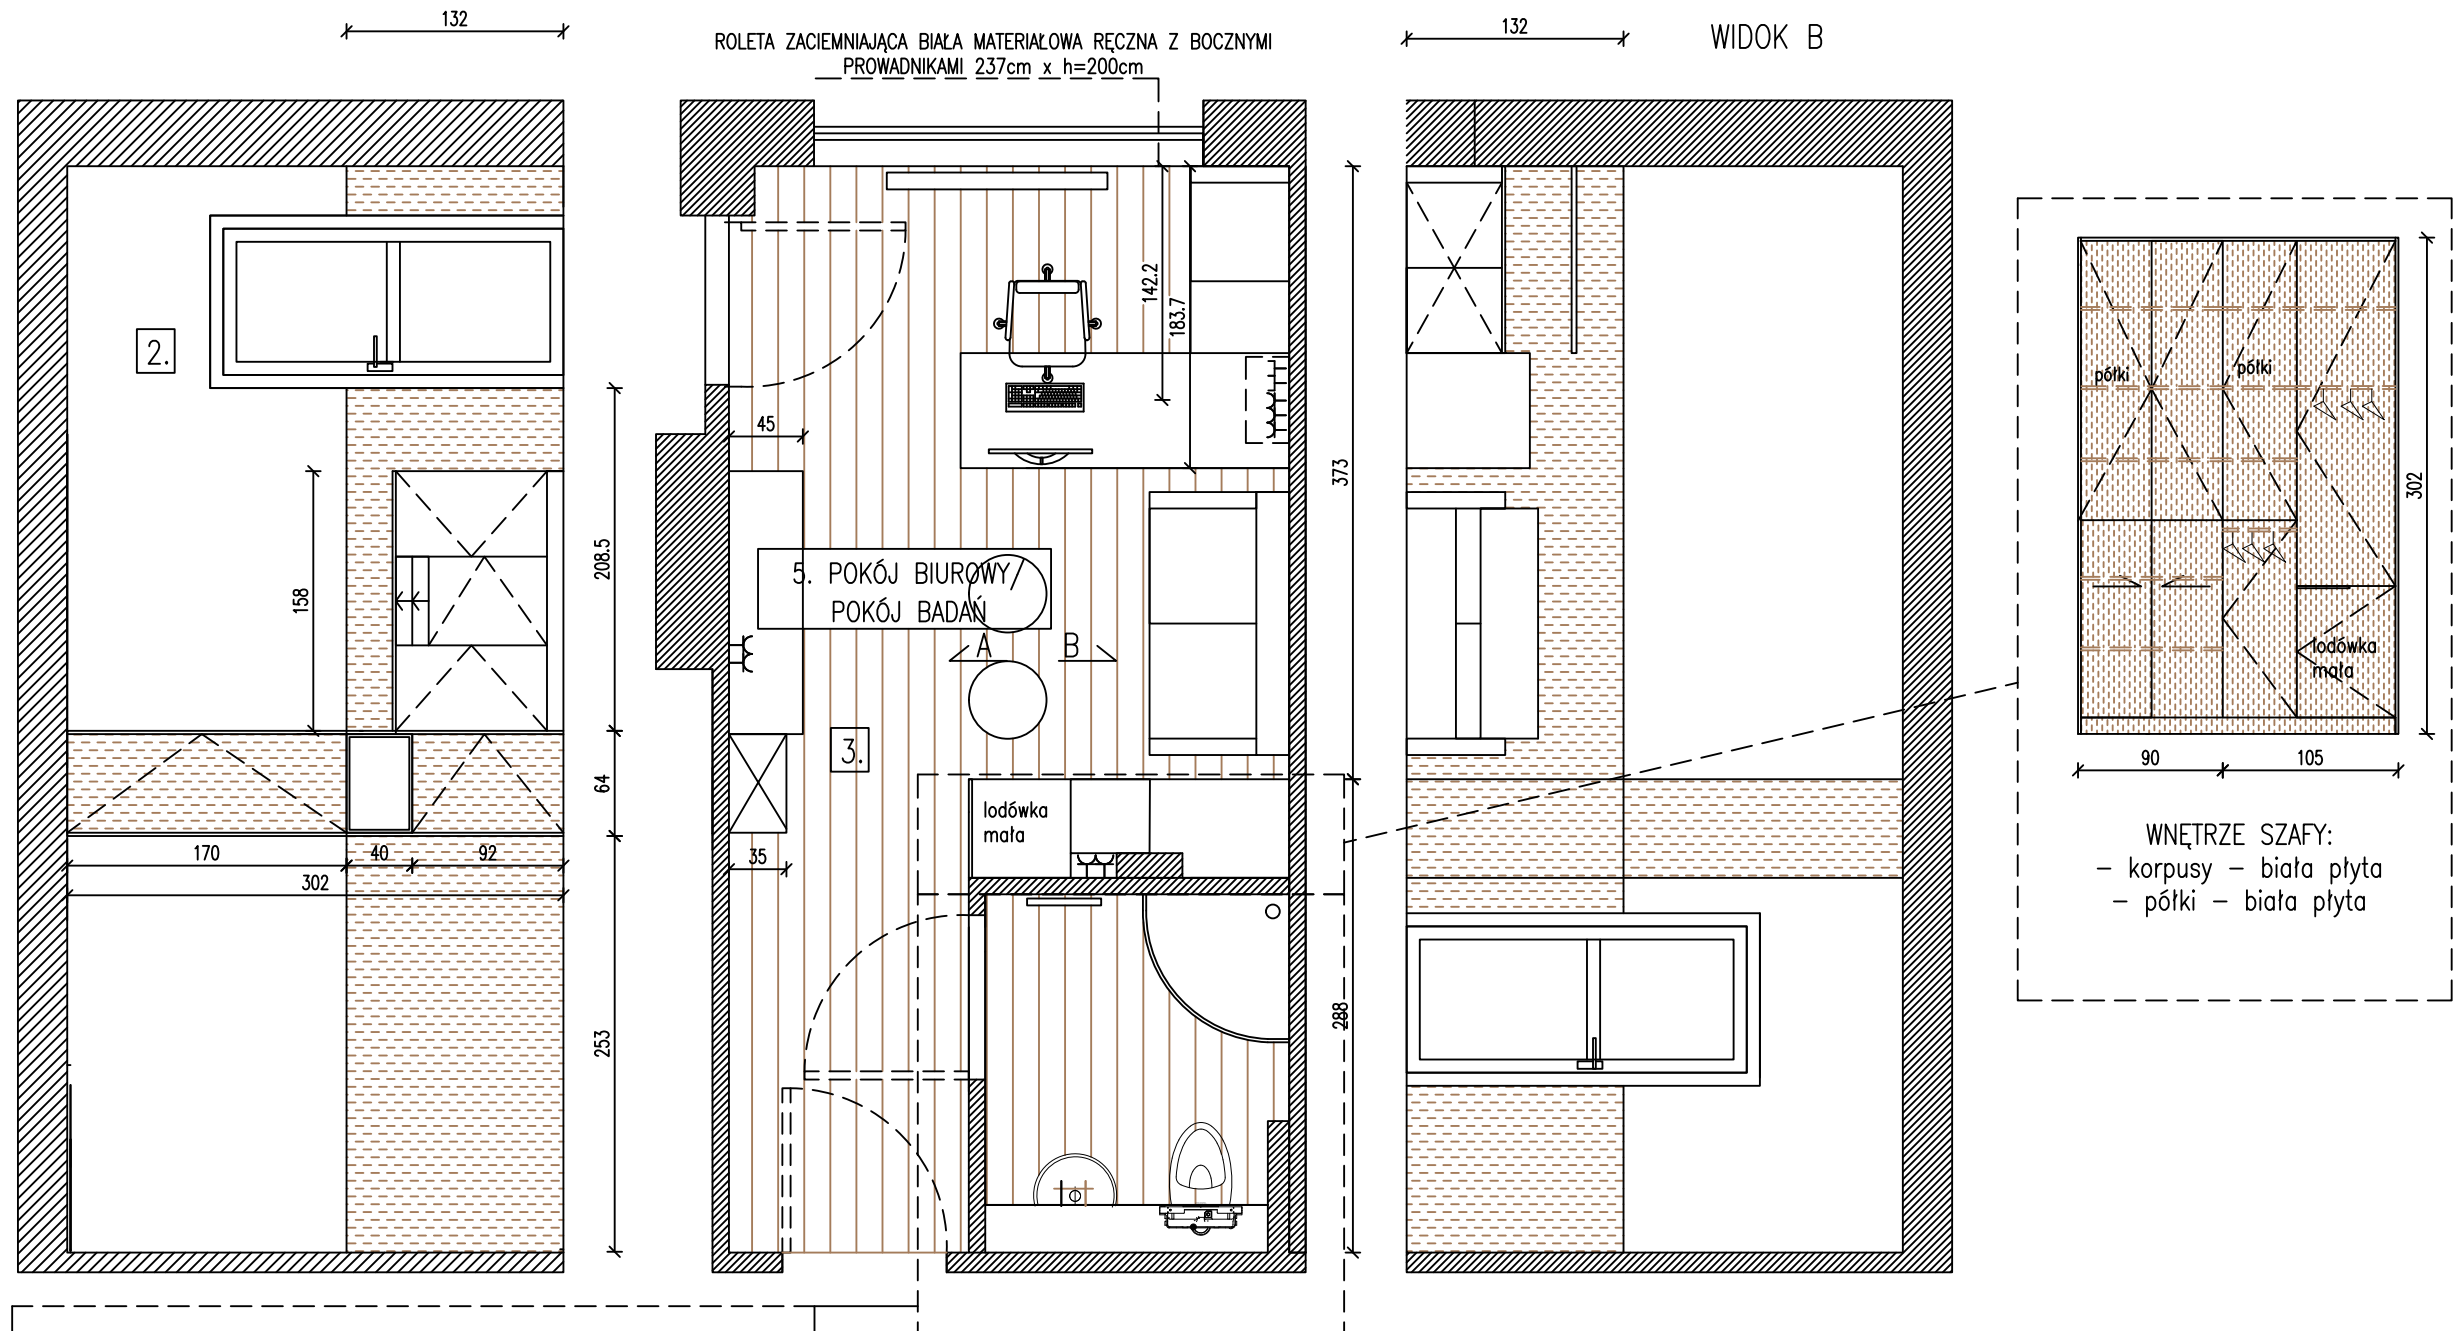 132
ROLETA ZACIEMNIAJĄCA BIAŁA MATERIAŁOWA RĘCZNA Z BOCZNYMI
PROWADNIKAMI 237cm x h=200cm
132
WIDOK B
2.
158
208.5
64
253
170
40
92
302
45
142.2
183.7
5. POKÓJ BIUROWY/
POKÓJ BADAŃ
A
B
3.
35
lodówka
mała
373
288
półki
półki
lodówka
mała
302
90
105
WNĘTRZE SZAFY:
– korpusy – biała płyta
– półki – biała płyta